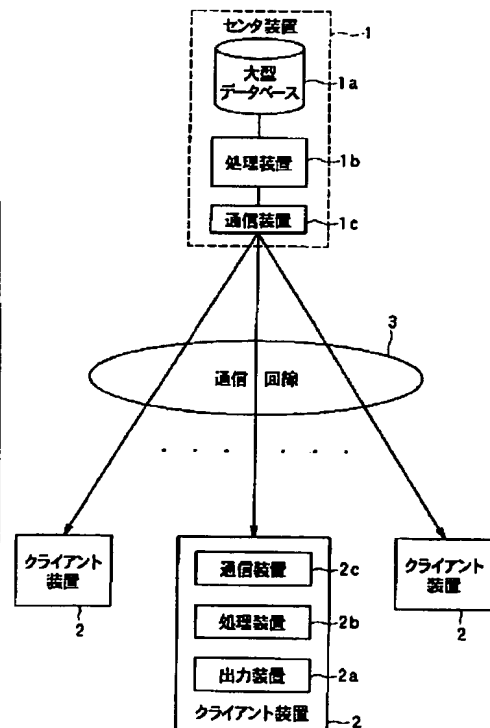 センタ装置
1
大型
データベース
1a
処理装置
1b
通信装置
1c
3
通信 回線
クライアント
装置
2
通信装置
2c
処理装置
2b
出力装置
2a
クライアント装置
2
クライアント
装置
2